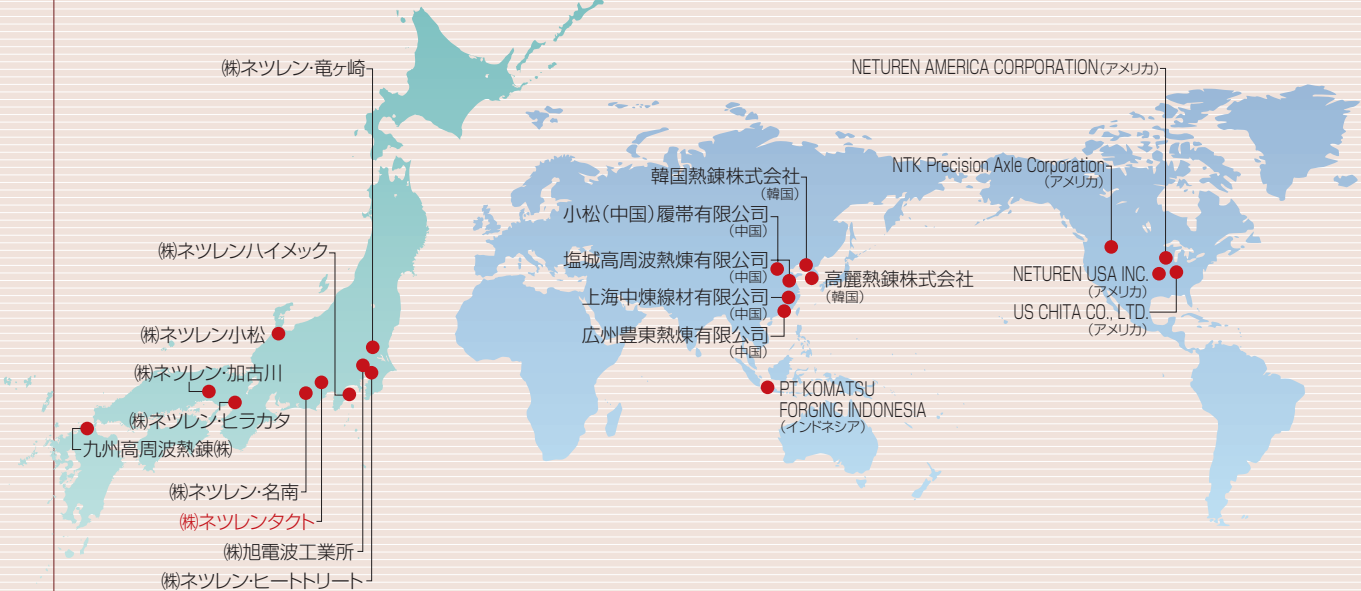 ㈱ネツレン・竜ヶ崎
㈱ネツレンハイメック
㈱ネツレン小松
㈱ネツレン・加古川
㈱ネツレン・ヒラカタ
九州高周波熱錬㈱
㈱ネツレン・名南
㈱ネツレンタクト
㈱旭電波工業所
㈱ネツレン・ヒートトリート
NETUREN AMERICA CORPORATION(アメリカ)
NTK Precision Axle Corporation
(アメリカ)
韓国熱錬株式会社
(韓国)
小松(中国)履帯有限公司
(中国)
塩城高周波熱煉有限公司
(中国)
高麗熱錬株式会社
(韓国)
上海中煉線材有限公司
(中国)
広州豊東熱煉有限公司
(中国)
NETUREN USA INC.
(アメリカ)
US CHITA CO., LTD.
(アメリカ)
PT KOMATSU
FORGING INDONESIA
(インドネシア)